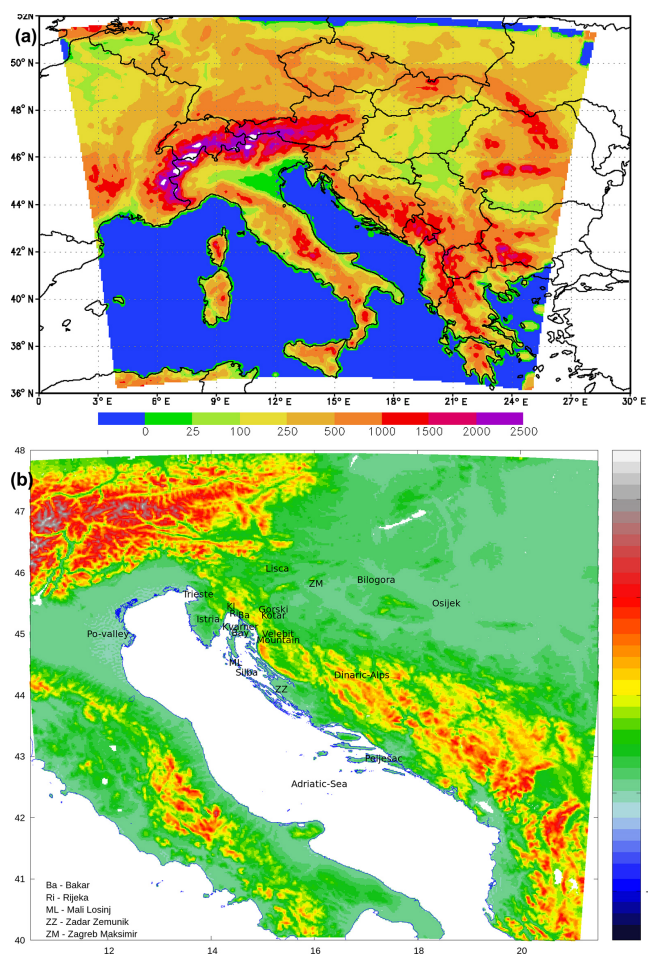 (a)
52N
50°N
48°N
46°N
44°N
42°N
40°N
38°N
36°N
0
3°E
6°E
9°E
12°E
15°E
18°E
21°E
24°E
27°E
30°E
0 25 100 250 500 1000 1500 2000 2500
(b)
48
47
46
45
44
43
42
41
40
Lisca
ZM
Bilogora
Trieste
Osijek
KJ
Ri
Ba
Gorski
Kotar
Istria
Kvarner
Bay
Po-valley
Velebit
Mountain
ML
Silba
Dinaric-Alps
ZZ
Pelješac
Adriatic-Sea
Ba - Bakar
Ri - Rijeka
ML - Mali Losinj
ZZ - Zadar Zemunik
ZM - Zagreb Maksimir
12 14 16 18 20